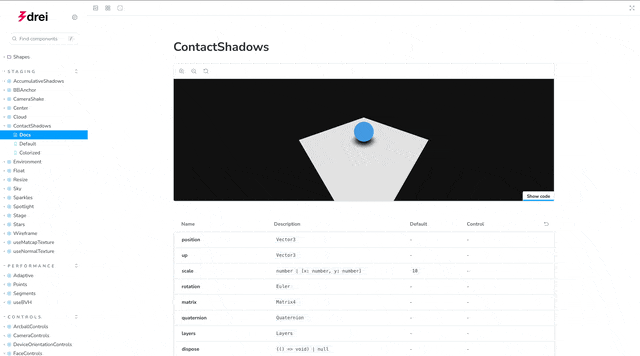 drei
Find components
/
Shapes
STAGING
AccumulativeShadows
BBAnchor
CameraShake
Center
Cloud
ContactShadows
Docs
Default
Colorized
Environment
Float
Resize
Sky
Sparkles
Spotlight
Stage
Stars
Wireframe
useMatcapTexture
useNormalTexture
PERFORMANCE
Adaptive
Points
Segments
useBVH
CONTROLS
ArcballControls
CameraControls
DeviceOrientationControls
FaceControls
ContactShadows
Show code
Name Description Default Control
position Vector3 - -
up Vector3 - -
scale number | {x: number, y: number} 10 -
rotation Euler - -
matrix Matrix4 - -
quaternion Quaternion - -
layers Layers - -
dispose (() => void) | null - -